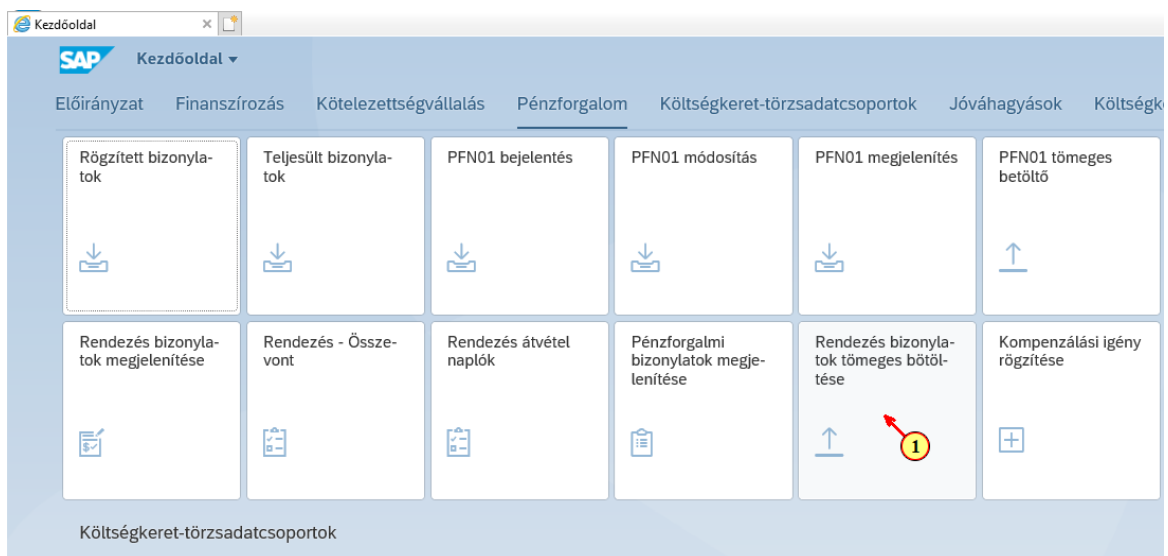 Kezdőoldal
SAP Kezdőoldal
Előirányzat Finanszírozás Kötelezettségvállalás Pénzforgalom Költségkeret-törzsadatcsoportok Jóváhagyások
Rögzített bizonyla-
tok
Teljesült bizonyla-
tok
PFN01 bejelentés
PFN01 módosítás
PFN01 megjelenítés
PFN01 tömeges
betöltő
Rendezés bizonyla-
tok megjelenítése
Rendezés - Össze-
vont
Rendezés átvétel
naplók
Pénzforgalmi
bizonylatok megje-
lenítése
Rendezés bizonyla-
tok tömeges bötöl-
tése
1
Kompenzálási igény
rögzítése
Költségkeret-törzsadatcsoportok